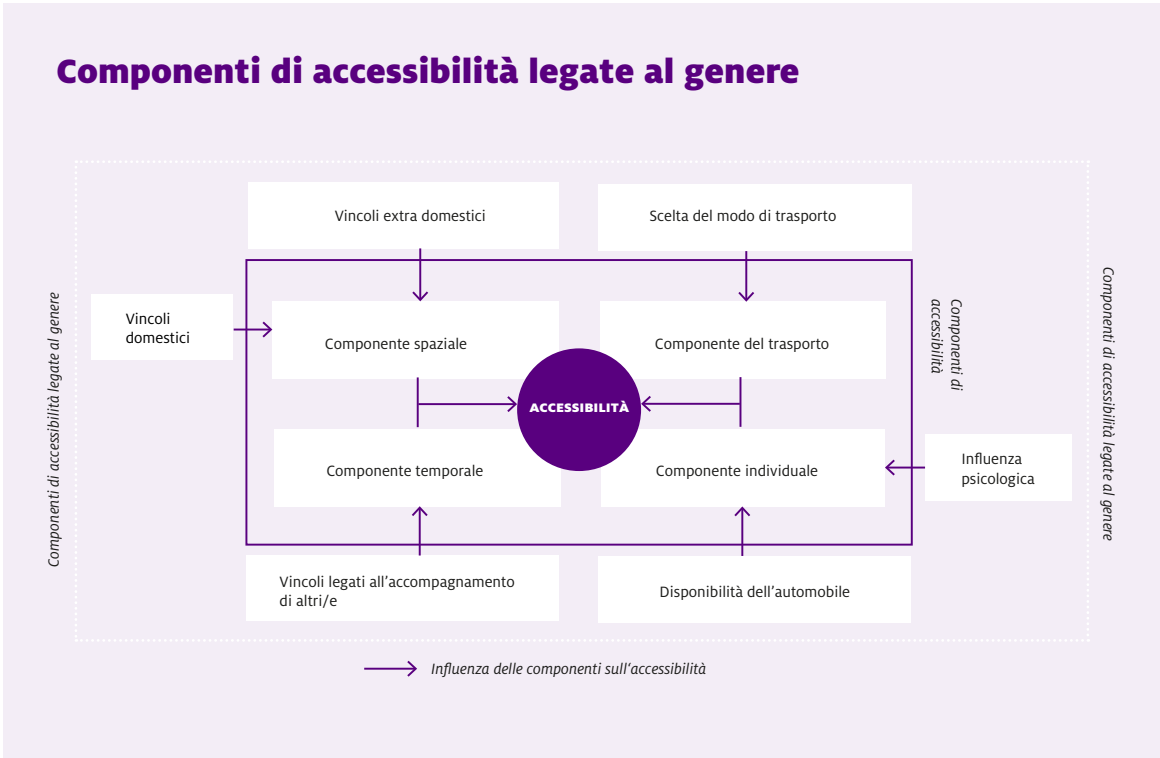 Componenti di accessibilità legate al genere
Vincoli extra domestici
Scelta del modo di trasporto
Vincoli
domestici
Componente spaziale
Componente del trasporto
Componenti di
accessibilità
Componenti di accessibilità legate al genere
Componenti di accessibilità legate al genere
ACCESSIBILITÀ
Componente temporale
Componente individuale
Influenza
psicologica
Vincoli legati all’accompagnamento
di altri/e
Disponibilità dell’automobile
Influenza delle componenti sull’accessibilità